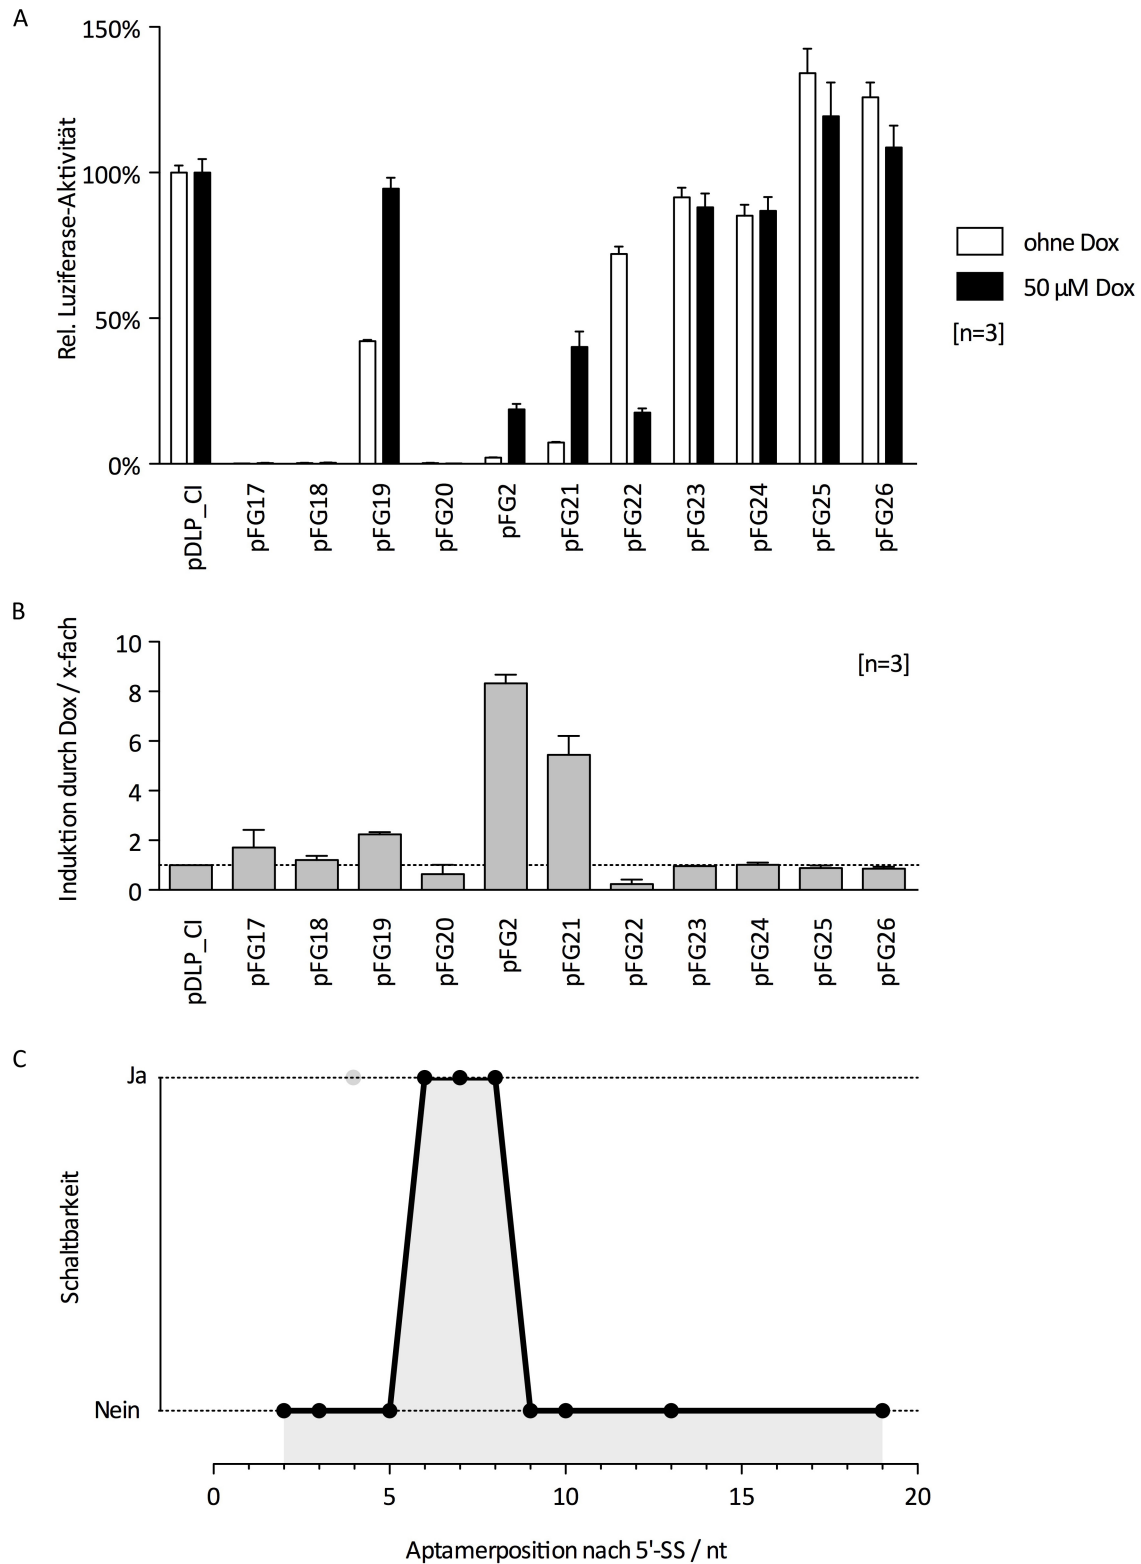 A
Rel. Luziferase-Aktivität
150%
100%
50%
0%
ohne Dox
50 µM Dox
[n=3]
pDLP_CI
pFG17
pFG18
pFG19
pFG20
pFG2
pFG21
pFG22
pFG23
pFG24
pFG25
pFG26
B
Induktion durch Dox / x-fach
10
8
6
4
2
0
[n=3]
pDLP_CI
pFG17
pFG18
pFG19
pFG20
pFG2
pFG21
pFG22
pFG23
pFG24
pFG25
pFG26
C
Schaltbarkeit
Ja
Nein
0 5 10 15 20
Aptamerposition nach 5'-SS / nt